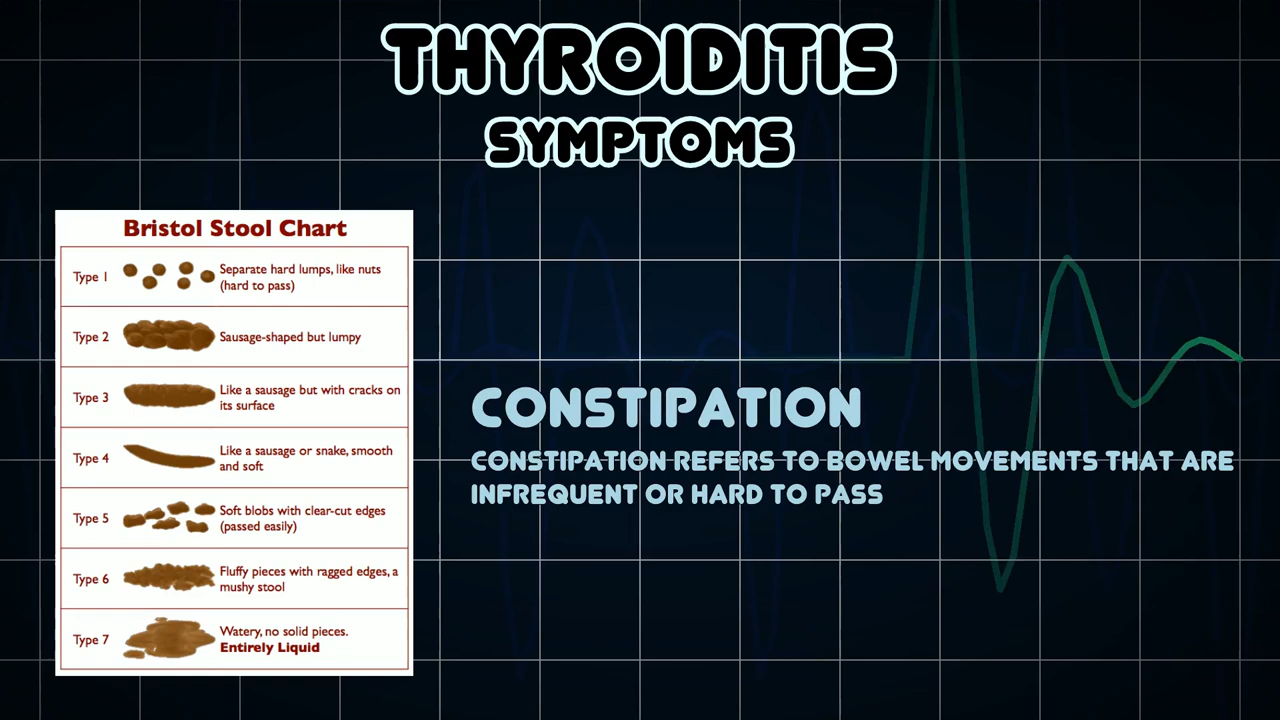 THYROIDITIS
SYMPTOMS
Bristol Stool Chart
Type 1
Separate hard lumps, like nuts
(hard to pass)
Type 2
Sausage-shaped but lumpy
Type 3
Like a sausage but with cracks on
its surface
Type 4
Like a sausage or snake, smooth
and soft
Type 5
Soft blobs with clear-cut edges
(passed easily)
Type 6
Fluffy pieces with ragged edges, a
mushy stool
Type 7
Watery, no solid pieces.
Entirely Liquid
CONSTIPATION
CONSTIPATION REFERS TO BOWEL MOVEMENTS THAT ARE
INFREQUENT OR HARD TO PASS